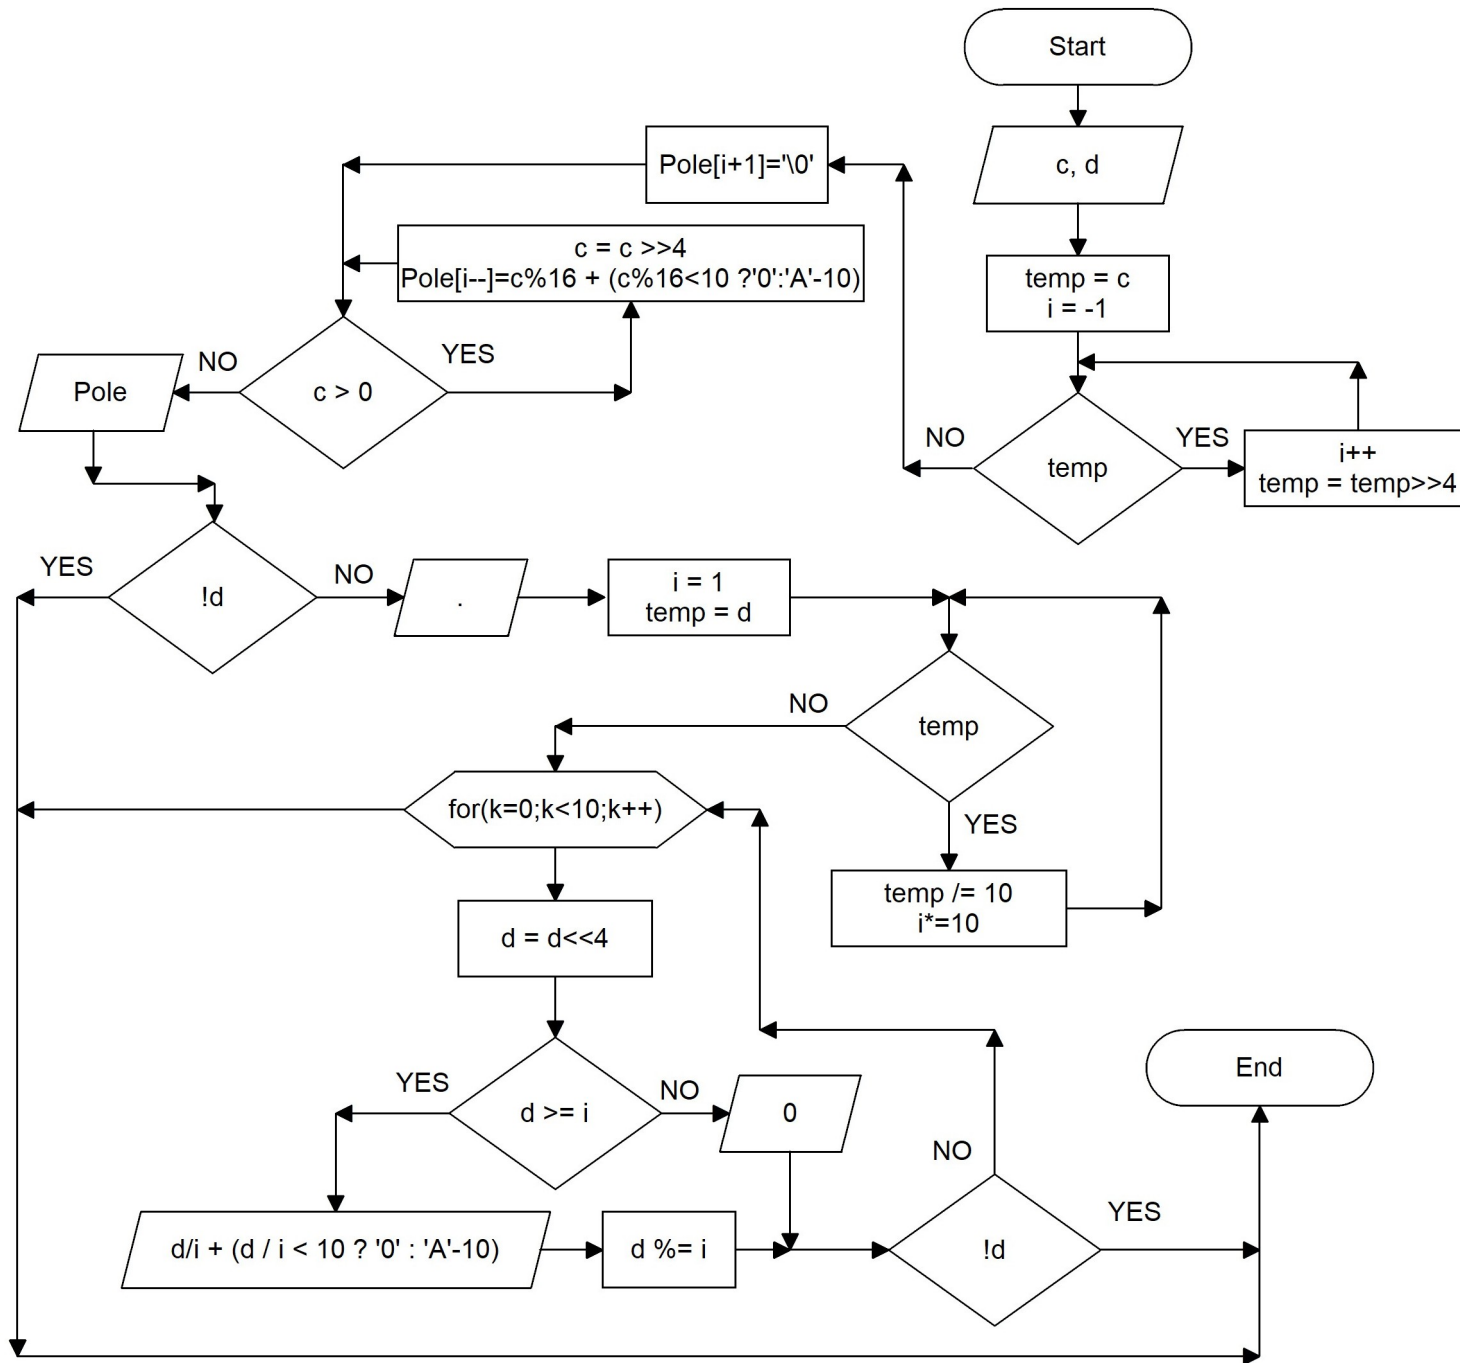 Start
c, d
temp = c
i = -1
temp
YES
i++
temp = temp>>4
NO
Pole[i+1]='\0'
c = c >>4
Pole[i--]=c%16 + (c%16<10 ?'0':'A'-10)
c > 0
YES
NO
Pole
!d
YES
NO
.
i = 1
temp = d
temp
NO
YES
temp /= 10
i*=10
for(k=0;k<10;k++)
d = d<<4
d >= i
YES
NO
0
d/i + (d / i < 10 ? '0' : 'A'-10)
d %= i
!d
NO
YES
End